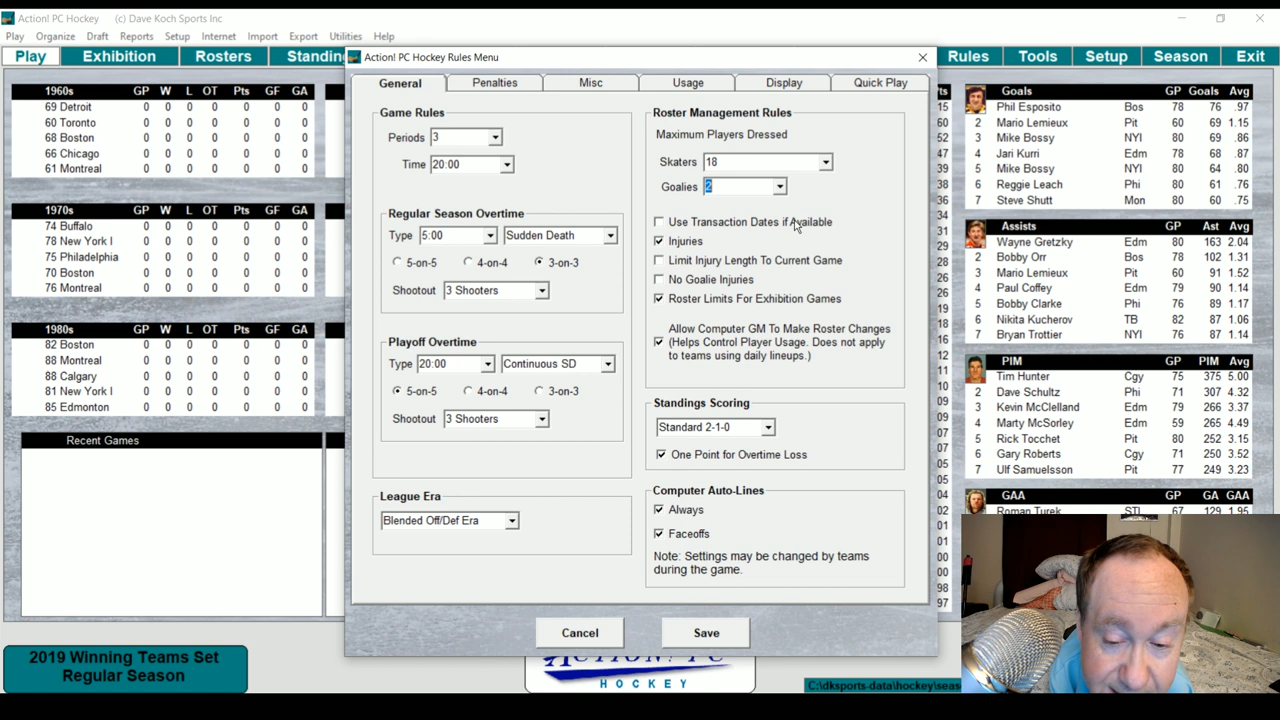 Action! PC Hockey (c) Dave Koch Sports Inc
Play Organize Draft Reports Setup Internet Import Export Utilities Help
Play Exhibition Rosters Standin Rules Tools Setup Season Exit
Action! PC Hockey Rules Menu
General Penalties Misc Usage Display Quick Play
1960s GP W L OT Pts GF GA
69 Detroit 0 0 0 0 0 0 0
60 Toronto 0 0 0 0 0 0 0
68 Boston 0 0 0 0 0 0 0
66 Chicago 0 0 0 0 0 0 0
61 Montreal 0 0 0 0 0 0 0
1970s GP W L OT Pts GF GA
74 Buffalo 0 0 0 0 0 0 0
78 New York I 0 0 0 0 0 0 0
75 Philadelphia 0 0 0 0 0 0 0
70 Boston 0 0 0 0 0 0 0
76 Montreal 0 0 0 0 0 0 0
1980s GP W L OT Pts GF GA
82 Boston 0 0 0 0 0 0 0
88 Montreal 0 0 0 0 0 0 0
88 Calgary 0 0 0 0 0 0 0
81 New York I 0 0 0 0 0 0 0
85 Edmonton 0 0 0 0 0 0 0
Recent Games
2019 Winning Teams Set
Regular Season
Game Rules
Periods 3
Time 20:00
Regular Season Overtime
Type 5:00 Sudden Death
5-on-5 4-on-4 3-on-3
Shootout 3 Shooters
Playoff Overtime
Type 20:00 Continuous SD
5-on-5 4-on-4 3-on-3
Shootout 3 Shooters
League Era
Blended Off/Def Era
Roster Management Rules
Maximum Players Dressed
Skaters 18
Goalies 2
Use Transaction Dates if Available
Injuries
Limit Injury Length To Current Game
No Goalie Injuries
Roster Limits For Exhibition Games
Allow Computer GM To Make Roster Changes
(Helps Control Player Usage. Does not apply
to teams using daily lineups.)
Standings Scoring
Standard 2-1-0
One Point for Overtime Loss
Computer Auto-Lines
Always
Faceoffs
Note: Settings may be changed by teams
during the game.
Cancel Save
HOCKEY
C:\dksports-data\hockey\seas
Goals GP Goals Avg
Phil Esposito Bos 78 76 .97
2 Mario Lemieux Pit 60 69 1.15
3 Mike Bossy NYI 80 69 .86
4 Jari Kurri Edm 78 68 .87
5 Mike Bossy NYI 80 64 .80
6 Reggie Leach Phi 80 61 .76
7 Steve Shutt Mon 80 60 .75
Assists GP Ast Avg
Wayne Gretzky Edm 80 163 2.04
2 Bobby Orr Bos 78 102 1.31
3 Mario Lemieux Pit 60 91 1.52
4 Paul Coffey Edm 79 90 1.14
5 Bobby Clarke Phi 76 89 1.17
6 Nikita Kucherov TB 82 87 1.06
7 Bryan Trottier NYI 76 87 1.14
PIM GP PIM Avg
Tim Hunter Cgy 75 375 5.00
2 Dave Schultz Phi 71 307 4.32
3 Kevin McClelland Edm 79 266 3.37
4 Marty McSorley Edm 59 265 4.49
5 Rick Tocchet Pit 80 252 3.15
6 Gary Roberts Cgy 71 250 3.52
7 Ulf Samuelsson Pit 77 249 3.23
GAA GP GA GAA
Roman Turek STL 67 129 1.95